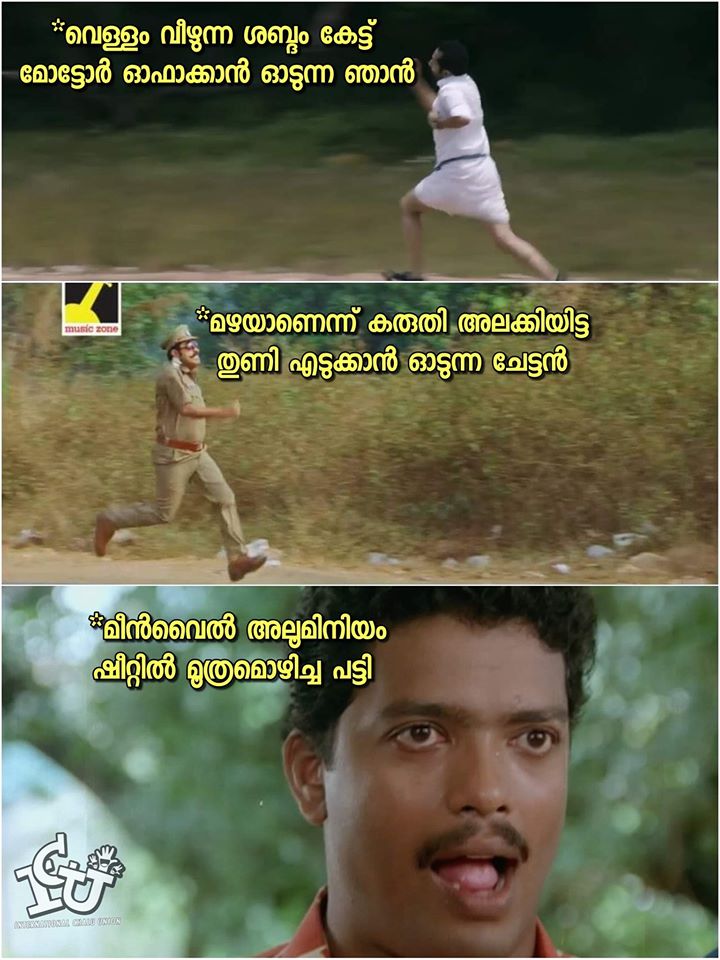 *വെള്ളം വീഴുന്ന ശബ്ദം കേട്ട്
മോട്ടോർ ഓഫാക്കാൻ ഓടുന്ന ഞാൻ
music zone
*മഴയാണെന്ന് കരുതി അലക്കിയിട്ട
തുണി എടുക്കാൻ ഓടുന്ന ചേട്ടൻ
*മീൻവൈൽ അലൂമിനിയം
ഷീറ്റിൽ മൂത്രമൊഴിച്ച പട്ടി
ICU
INTERNATIONAL CHALU UNION